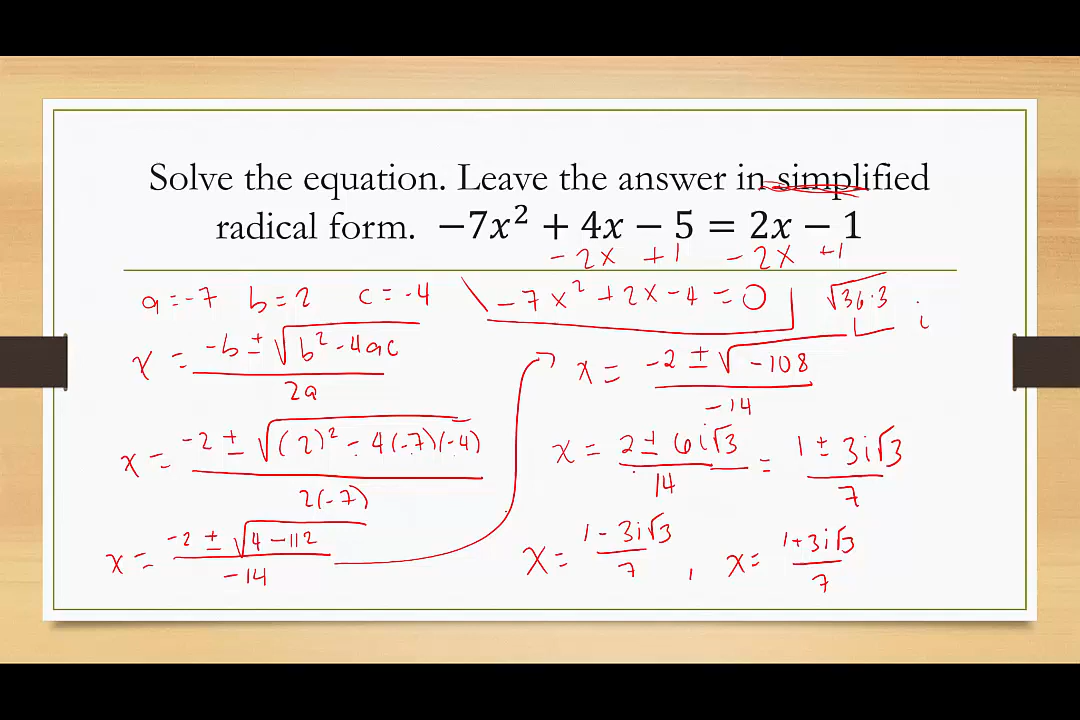 Solve the equation. Leave the answer in simplified
radical form. −7x² + 4x − 5 = 2x − 1
- 2x +1 - 2x +1
a = -7 b = 2 c = -4
-7x² + 2x - 4 = 0
√36·3 i
x = -b ± √b² - 4ac / 2a
x = -2 ± √(2)² - 4(-7)(-4) / 2(-7)
x = -2 ± √4 - 112 / -14
x = -2 ± √-108 / -14
x = 2 ± 6i√3 / 14 = 1 ± 3i√3 / 7
x = 1 - 3i√3 / 7 , x = 1 + 3i√3 / 7